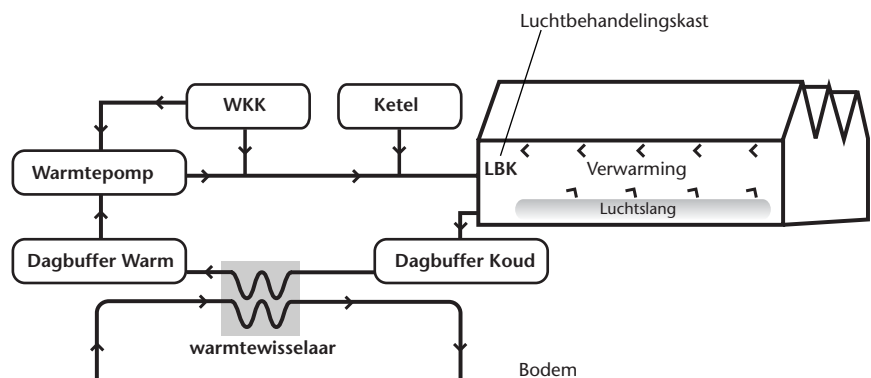 Luchtbehandelingskast
WKK
Ketel
Warmtepomp
LBK
Verwarming
Luchtslang
Dagbuffer Warm
Dagbuffer Koud
warmtewisselaar
Bodem